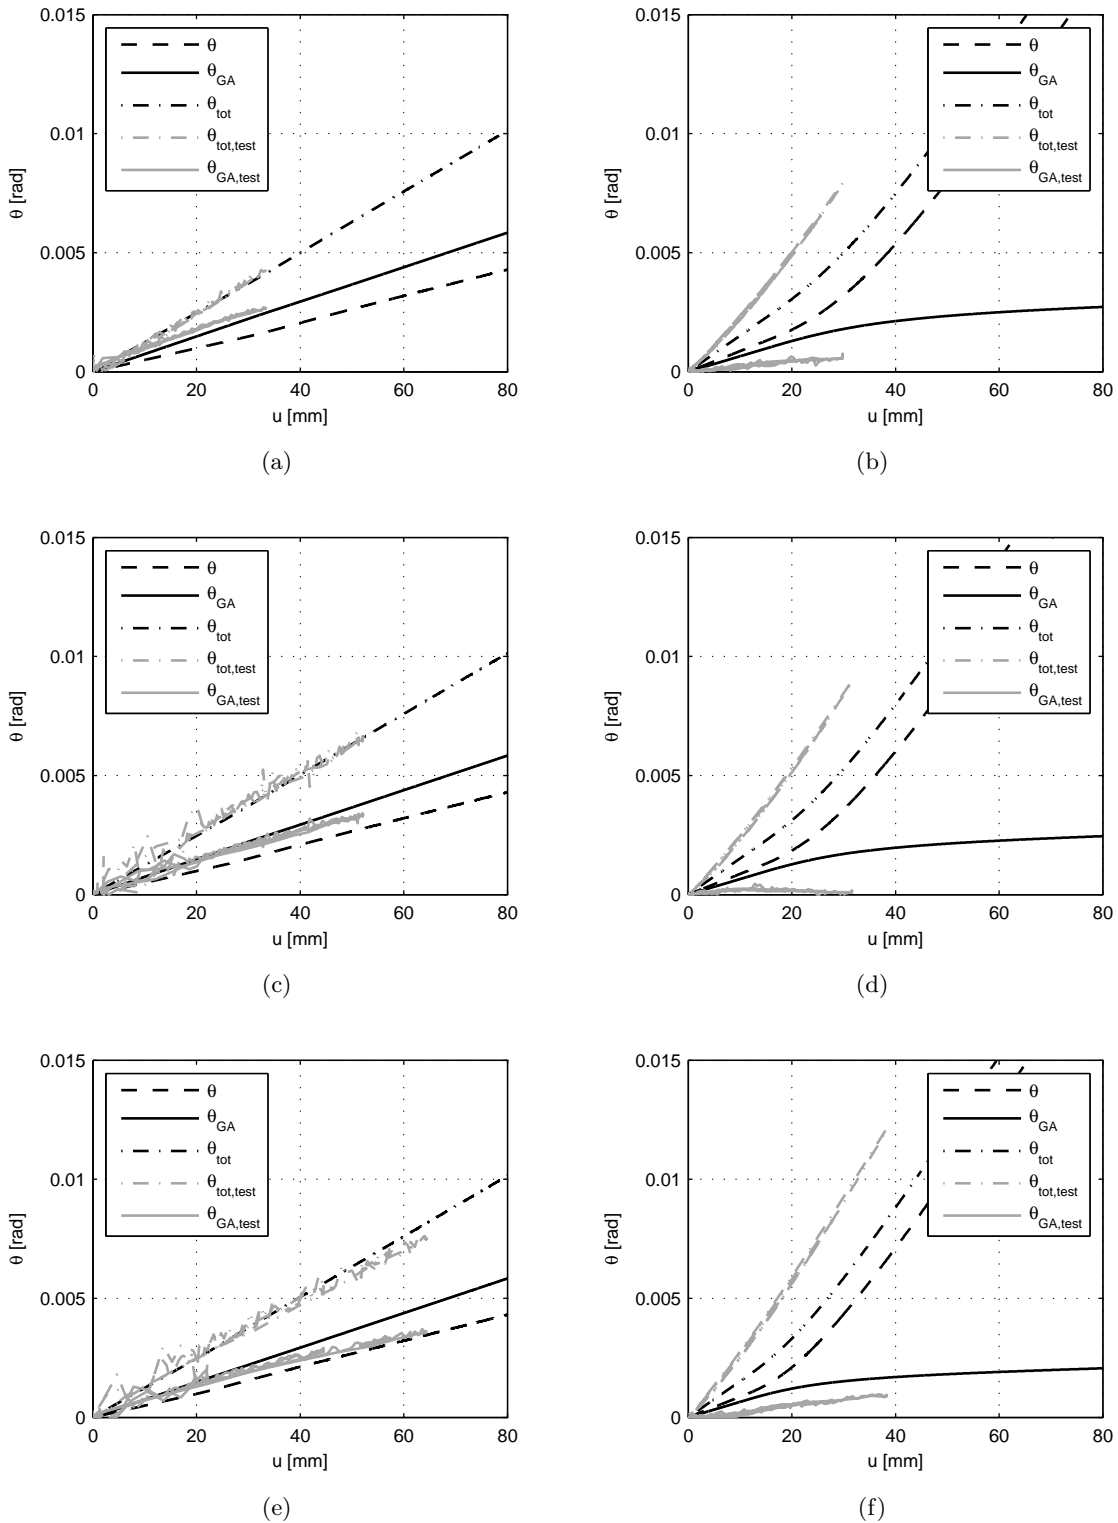 0.015
0.01
0.005
0
θ [rad]
θ
θGA
θtot
θtot,test
θGA,test
0 20 40 60 80
u [mm]
(a)
0.015
0.01
0.005
0
θ [rad]
θ
θGA
θtot
θtot,test
θGA,test
0 20 40 60 80
u [mm]
(b)
0.015
0.01
0.005
0
θ [rad]
θ
θGA
θtot
θtot,test
θGA,test
0 20 40 60 80
u [mm]
(c)
0.015
0.01
0.005
0
θ [rad]
θ
θGA
θtot
θtot,test
θGA,test
0 20 40 60 80
u [mm]
(d)
0.015
0.01
0.005
0
θ [rad]
θ
θGA
θtot
θtot,test
θGA,test
0 20 40 60 80
u [mm]
(e)
0.015
0.01
0.005
0
θ [rad]
θ
θGA
θtot
θtot,test
θGA,test
0 20 40 60 80
u [mm]
(f)